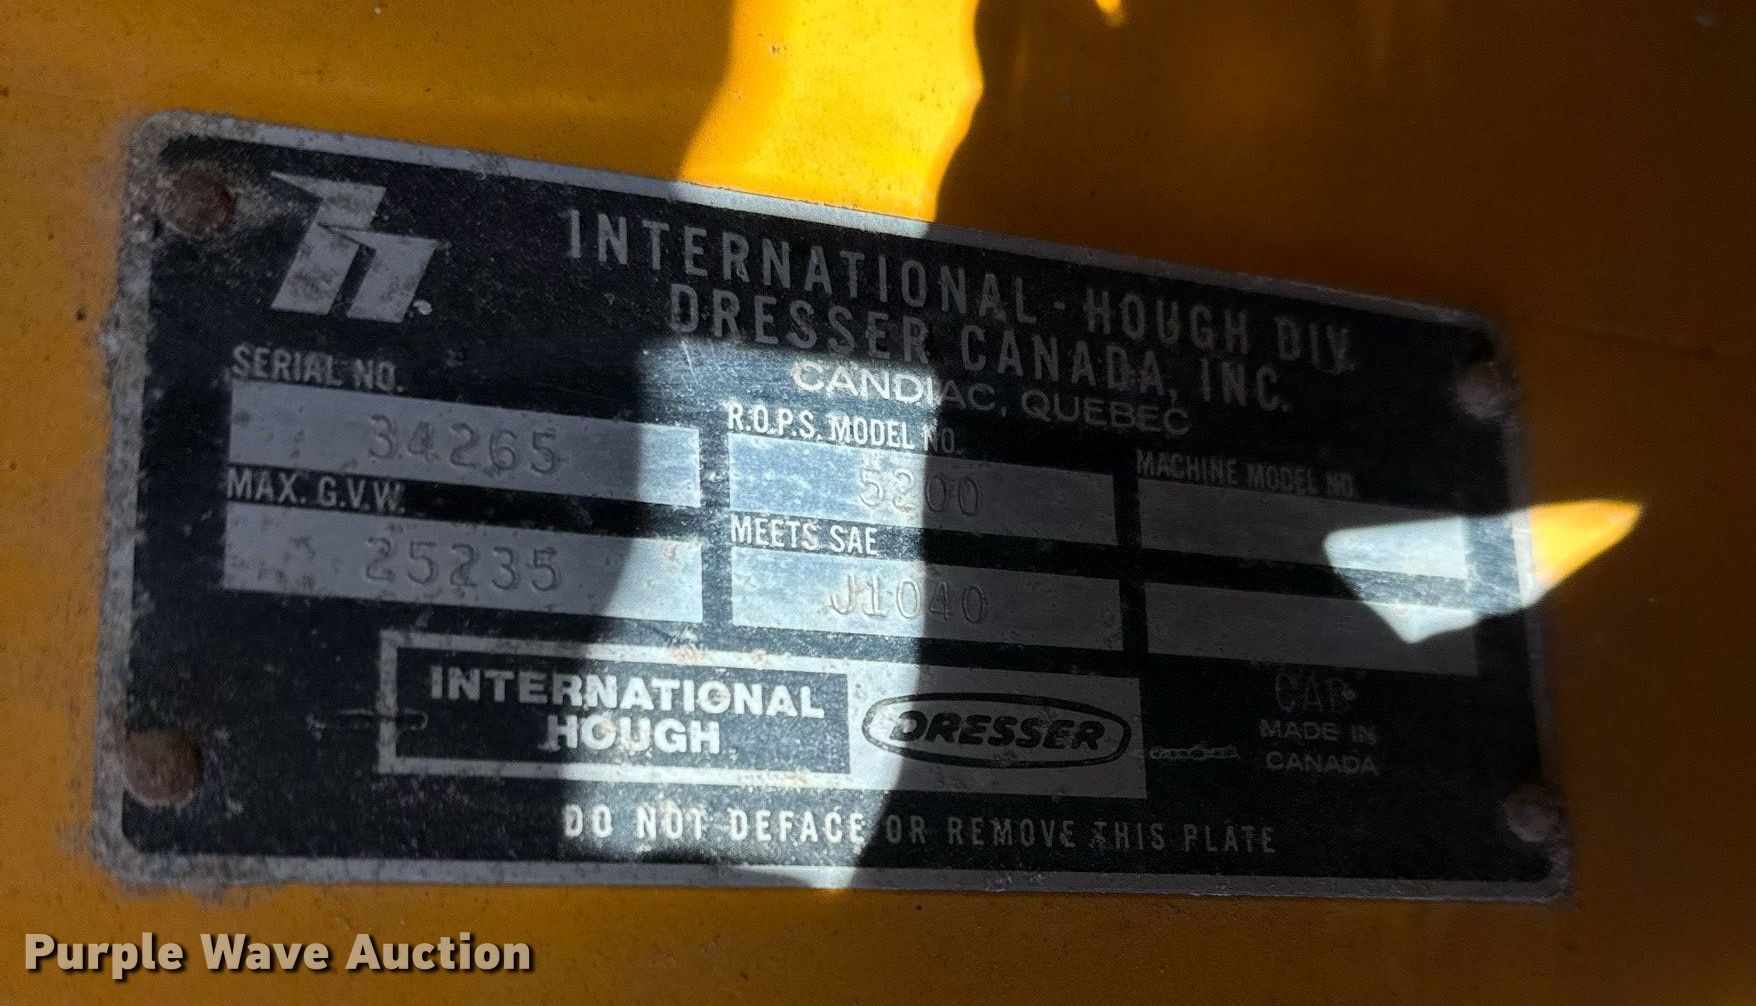 INTERNATIONAL - HOUGH DIV.
DRESSER CANADA, INC.
CANDIAC, QUEBEC
SERIAL NO.
34265
R.O.P.S. MODEL NO.
5200
MACHINE MODEL NO.
MAX. G.V.W.
25235
MEETS SAE
J1040
INTERNATIONAL
HOUGH
DRESSER
CAB
MADE IN
CANADA
DO NOT DEFACE OR REMOVE THIS PLATE
Purple Wave Auction